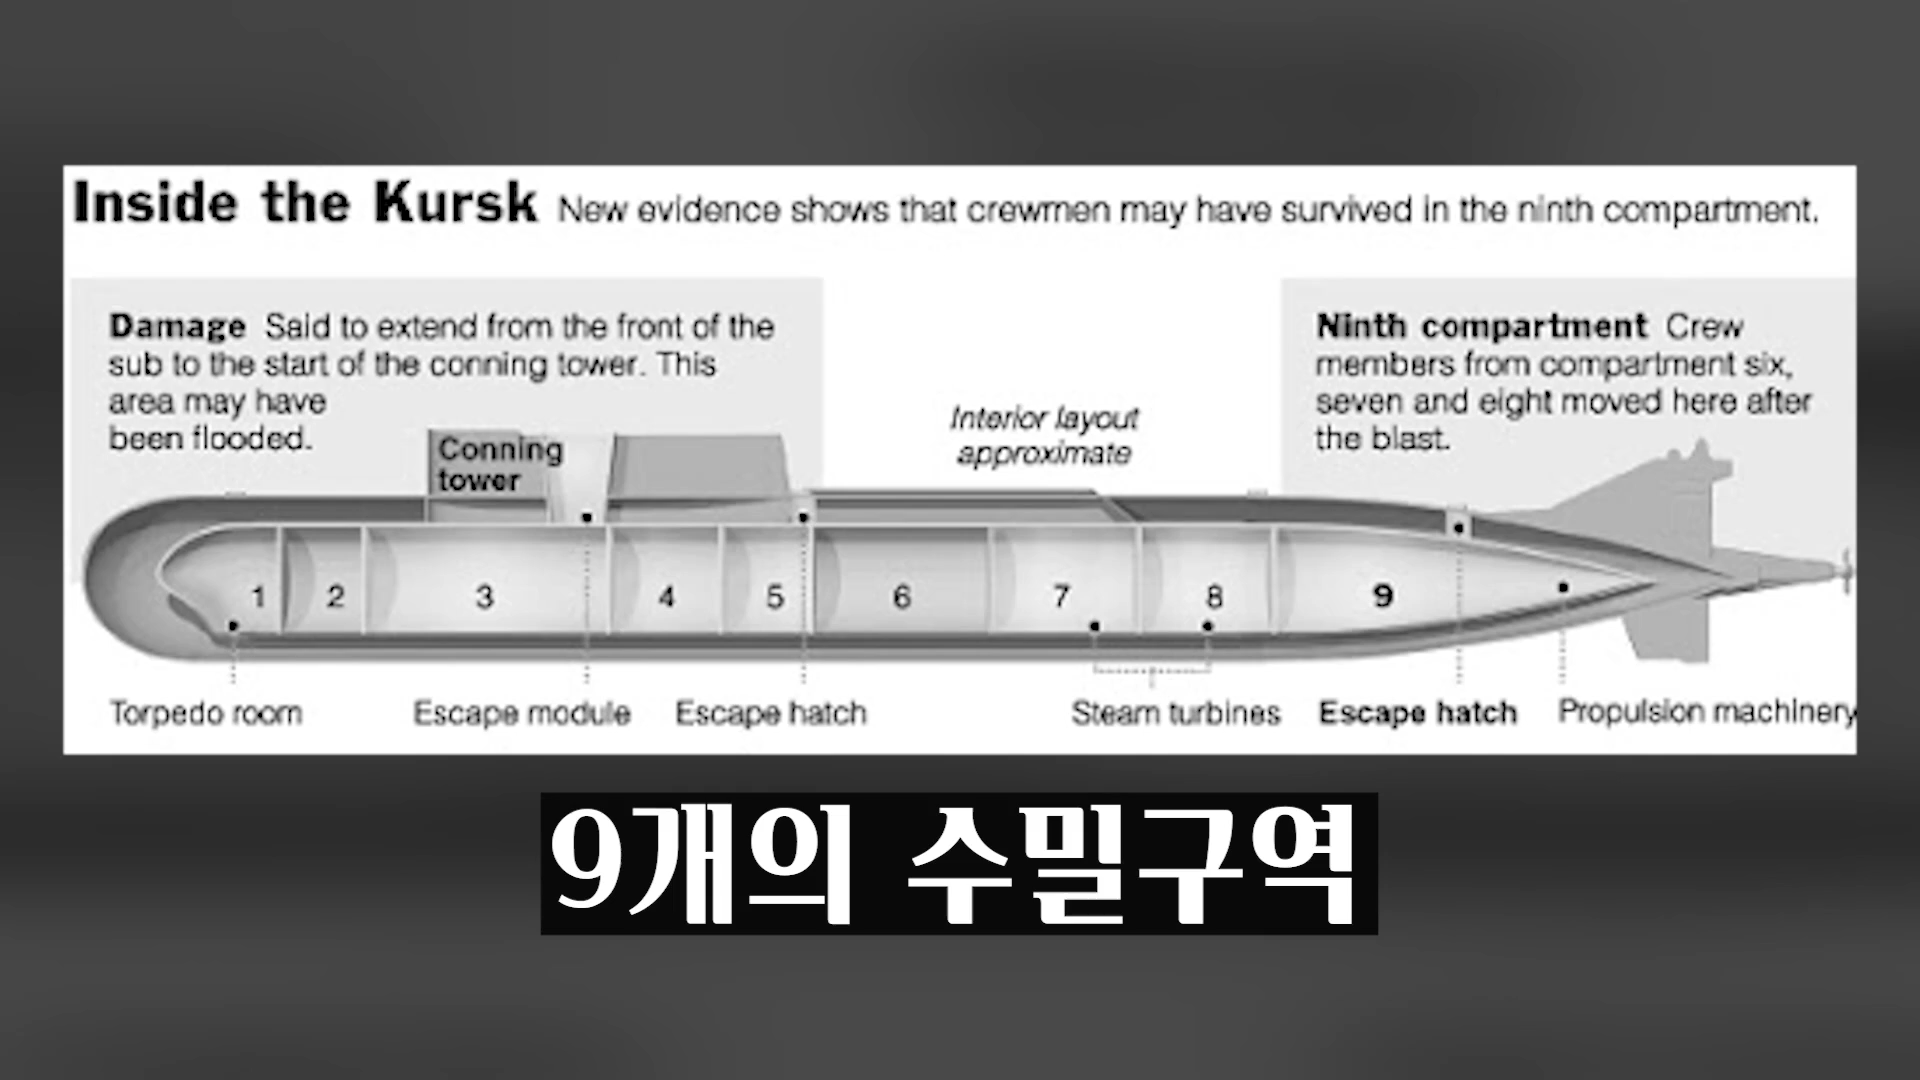 Inside the Kursk New evidence shows that crewmen may have survived in the ninth compartment.
Damage Said to extend from the front of the
sub to the start of the conning tower. This
area may have
been flooded.
Ninth compartment Crew
members from compartment six,
seven and eight moved here after
the blast.
Interior layout
approximate
Conning
tower
1 2 3 4 5 6 7 8 9
Torpedo room Escape module Escape hatch Steam turbines Escape hatch Propulsion machinery
9개의 수밀구역